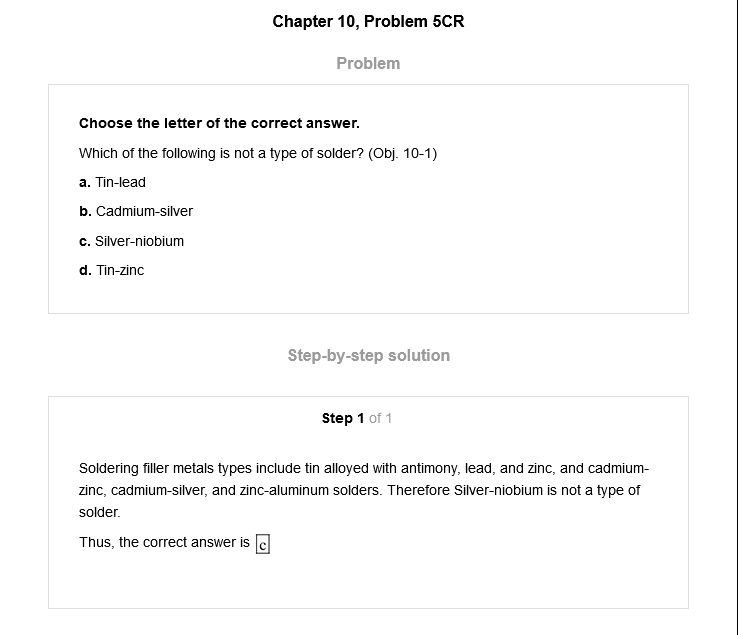 Chapter 10, Problem 5CR
Problem
Choose the letter of the correct answer.
Which of the following is not a type of solder? (Obj. 10-1)
a. Tin-lead
b. Cadmium-silver
c. Silver-niobium
d. Tin-zinc
Step-by-step solution
Step 1 of 1
Soldering filler metals types include tin alloyed with antimony, lead, and zinc, and cadmium-
zinc, cadmium-silver, and zinc-aluminum solders. Therefore Silver-niobium is not a type of
solder.
Thus, the correct answer is c